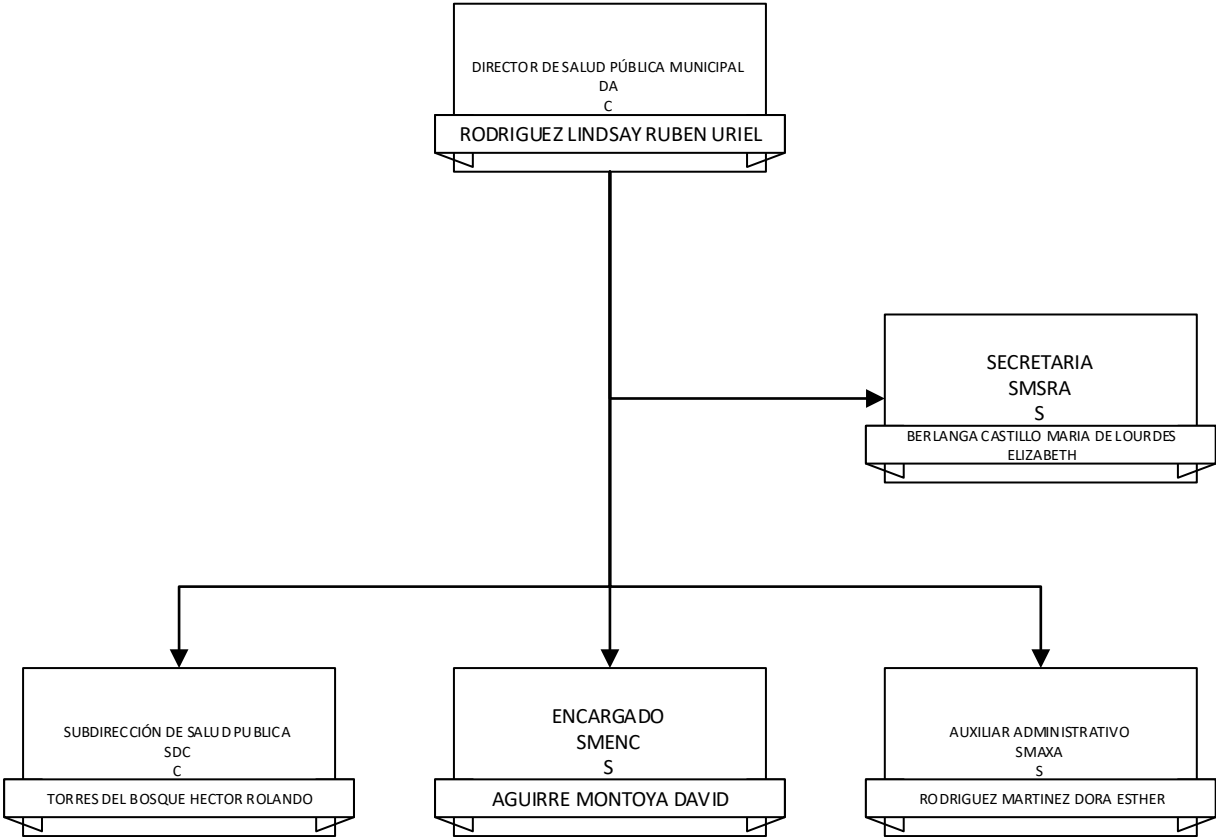 DIRECTOR DE SALUD PÚBLICA MUNICIPAL
DA
C
RODRIGUEZ LINDSAY RUBEN URIEL
SECRETARIA
SMSRA
S
BERLANGA CASTILLO MARIA DE LOURDES
ELIZABETH
SUBDIRECCIÓN DE SALUD PUBLICA
SDC
C
TORRES DEL BOSQUE HECTOR ROLANDO
ENCARGADO
SMENC
S
AGUIRRE MONTOYA DAVID
AUXILIAR ADMINISTRATIVO
SMAXA
S
RODRIGUEZ MARTINEZ DORA ESTHER